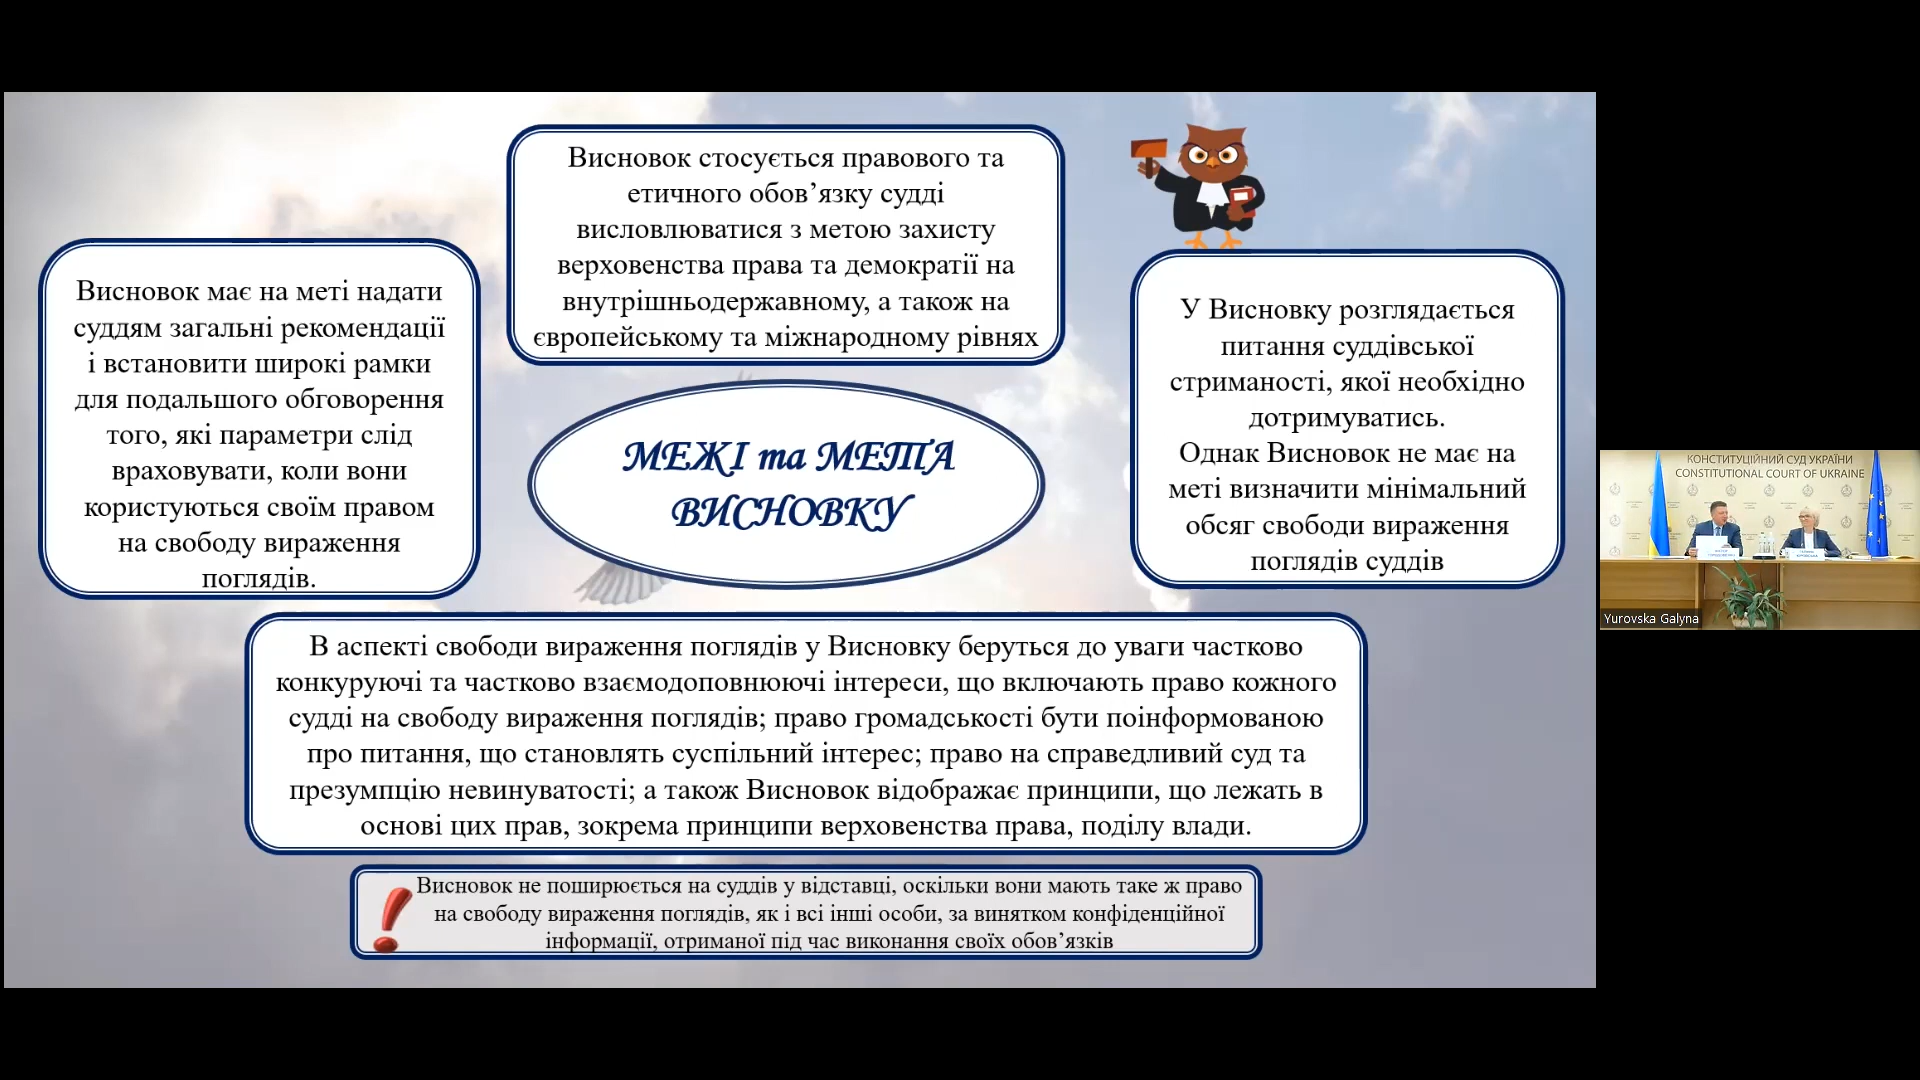 Висновок стосується правового та
етичного обов’язку судді
висловлюватися з метою захисту
верховенства права та демократії на
внутрішньодержавному, а також на
європейському та міжнародному рівнях
Висновок має на меті надати
суддям загальні рекомендації
і встановити широкі рамки
для подальшого обговорення
того, які параметри слід
враховувати, коли вони
користуються своїм правом
на свободу вираження
поглядів.
МЕЖІ та МЕТА
ВИСНОВКУ
У Висновку розглядається
питання суддівської
стриманості, якої необхідно
дотримуватись.
Однак Висновок не має на
меті визначити мінімальний
обсяг свободи вираження
поглядів суддів
В аспекті свободи вираження поглядів у Висновку беруться до уваги частково
конкуруючі та частково взаємодоповнюючі інтереси, що включають право кожного
судді на свободу вираження поглядів; право громадськості бути поінформованою
про питання, що становлять суспільний інтерес; право на справедливий суд та
презумпцію невинуватості; а також Висновок відображає принципи, що лежать в
основі цих прав, зокрема принципи верховенства права, поділу влади.
Висновок не поширюється на суддів у відставці, оскільки вони мають таке ж право
на свободу вираження поглядів, як і всі інші особи, за винятком конфіденційної
інформації, отриманої під час виконання своїх обов’язків
КОНСТИТУЦІЙНИЙ СУД УКРАЇНИ
CONSTITUTIONAL COURT OF UKRAINE
Yurovska Galyna